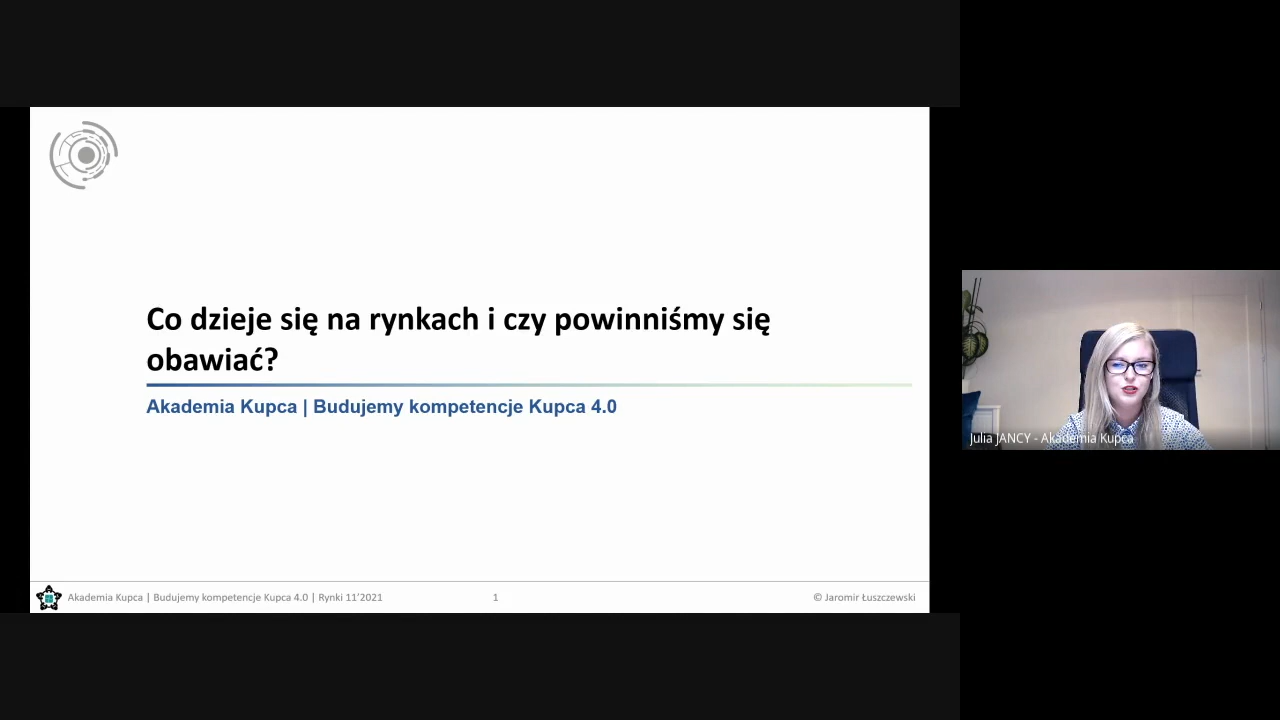 Co dzieje się na rynkach i czy powinniśmy się
obawiać?
Akademia Kupca | Budujemy kompetencje Kupca 4.0
Akademia Kupca | Budujemy kompetencje Kupca 4.0 | Rynki 11'2021
1
© Jaromir Łuszczewski
Julia JANCY - Akademia Kupca